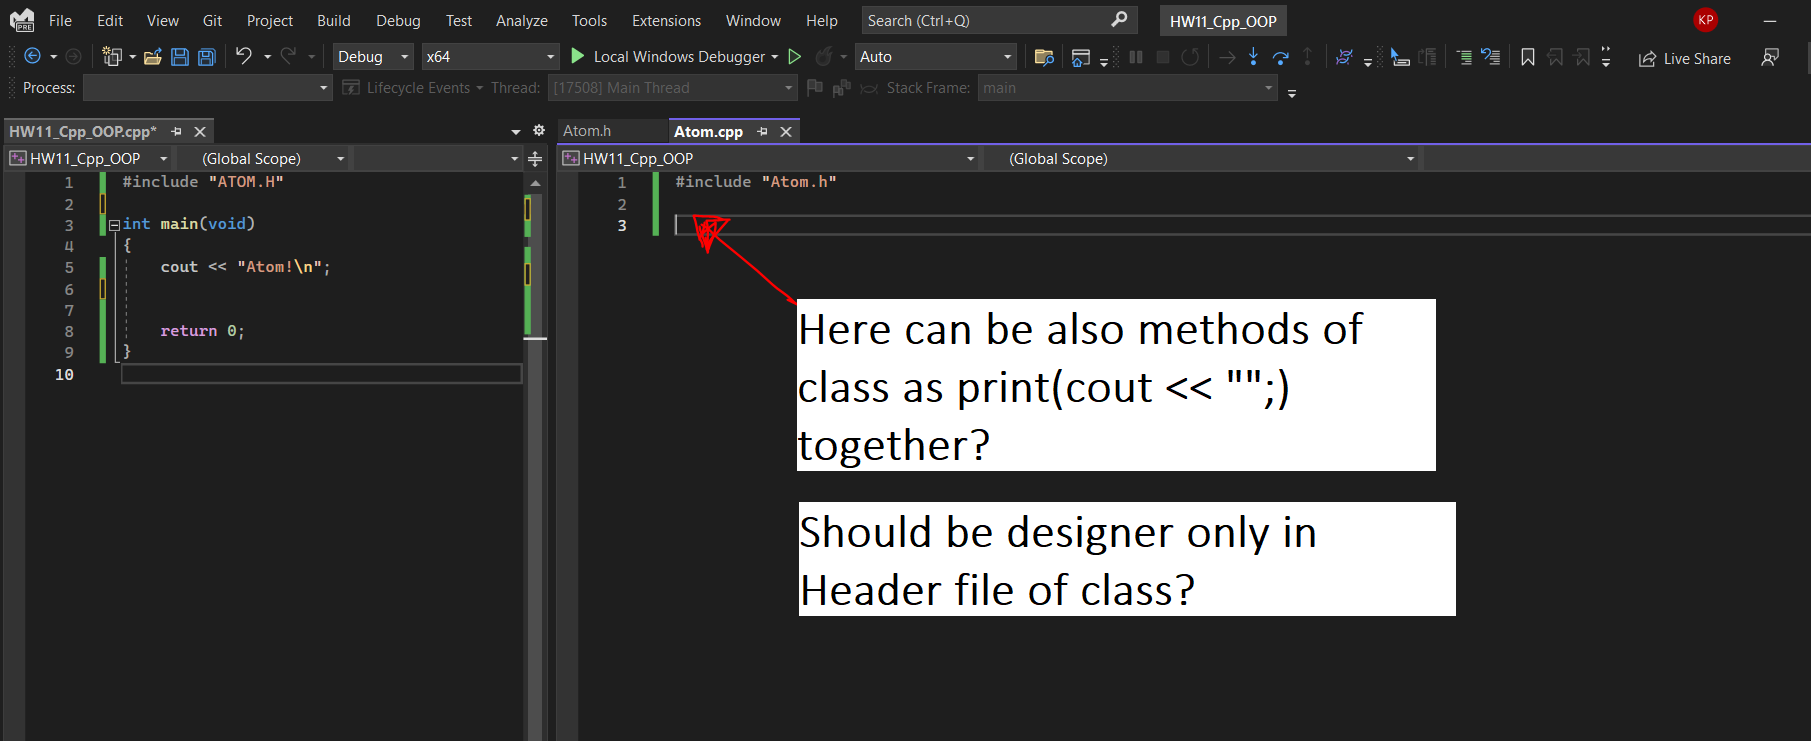 File Edit View Git Project Build Debug Test Analyze Tools Extensions Window Help Search (Ctrl+Q) HW11_Cpp_OOP KP
PRE
Debug x64 Local Windows Debugger Auto Live Share
Process: Lifecycle Events Thread: [17508] Main Thread Stack Frame: main
HW11_Cpp_OOP.cpp*
HW11_Cpp_OOP (Global Scope)
1 #include "ATOM.H"
2
3 int main(void)
4 {
5 cout << "Atom!\n";
6
7
8 return 0;
9 }
10
Atom.h Atom.cpp
HW11_Cpp_OOP (Global Scope)
1 #include "Atom.h"
2
3
Here can be also methods of
class as print(cout << "";)
together?
Should be designer only in
Header file of class?